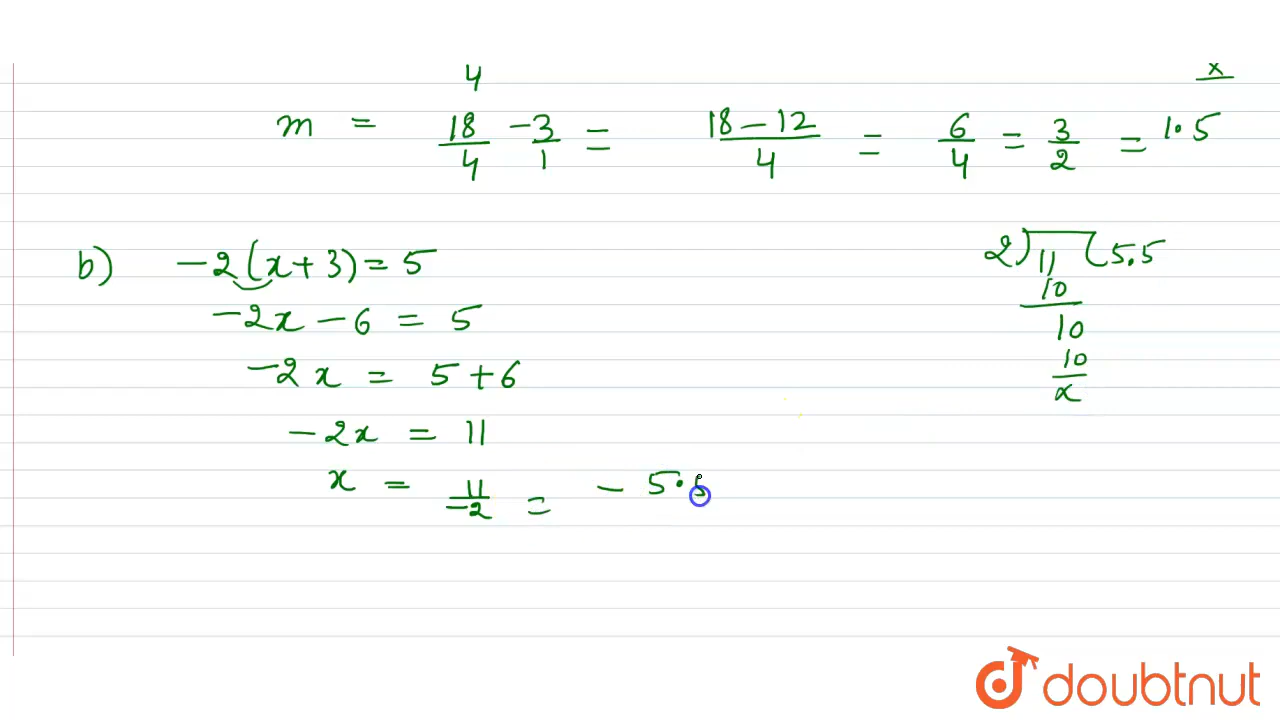 4
x
m = 18/4 - 3/1 = 18 - 12/4 = 6/4 = 3/2 = 1.5
b) -2(x+3) = 5
2) 11 (5.5
10
-2x - 6 = 5
10
-2x = 5+6
10
x
-2x = 11
x = 11/-2 = - 5.5
doubtnut